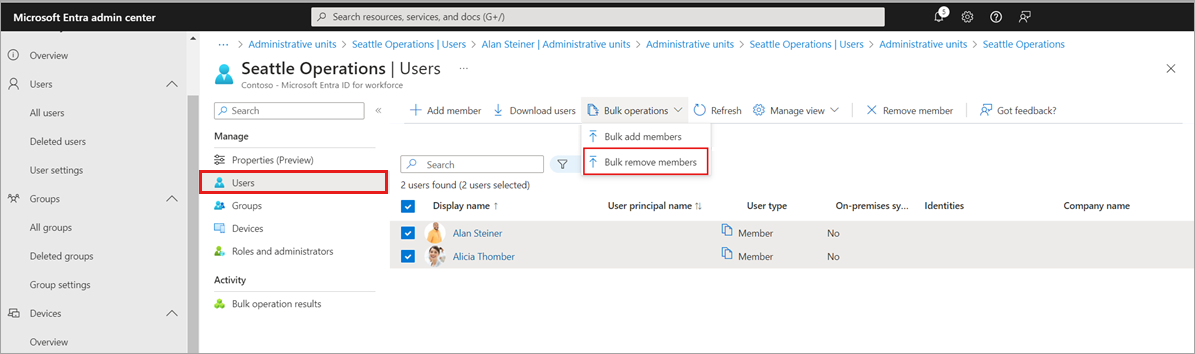 Microsoft Entra admin center
Search resources, services, and docs (G+/)
5
Overview
Users
All users
Deleted users
User settings
Groups
All groups
Deleted groups
Group settings
Devices
Overview
··· > Administrative units > Seattle Operations | Users > Alan Steiner | Administrative units > Administrative units > Seattle Operations | Users > Administrative units > Seattle Operations
Seattle Operations | Users ···
Contoso - Microsoft Entra ID for workforce
Search
Manage
Properties (Preview)
Users
Groups
Devices
Roles and administrators
Activity
Bulk operation results
Add member
Download users
Bulk operations
Refresh
Manage view
Remove member
Got feedback?
Bulk add members
Bulk remove members
Search
2 users found (2 users selected)
Display name ↑ User principal name ↑↓ User type On-premises sy... Identities Company name
Alan Steiner Member No
Alicia Thomber Member No